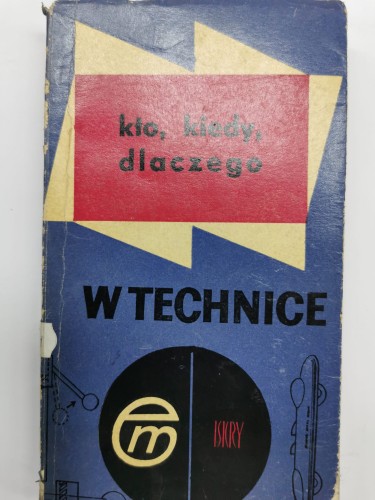 kto, kiedy,
dlaczego
W TECHNICE
m
ISKRY